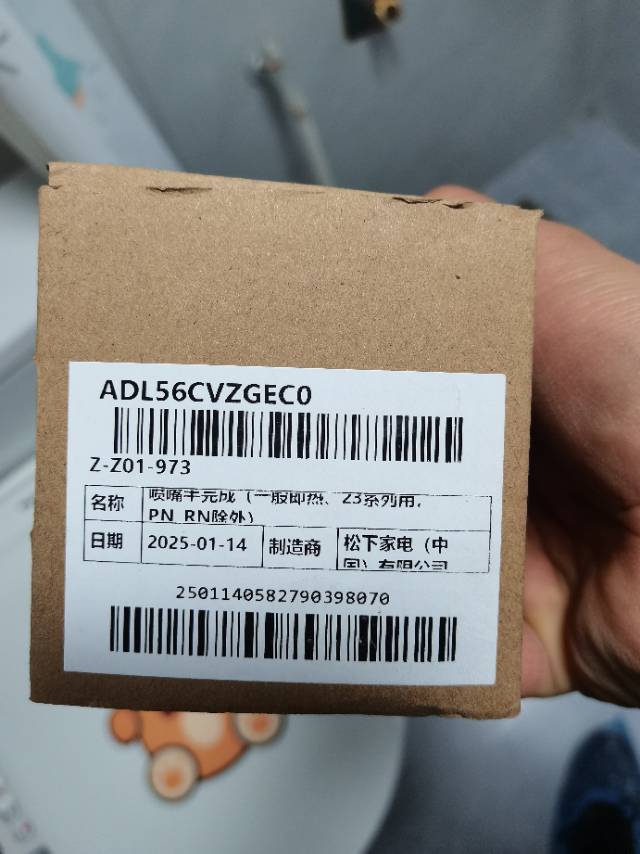 ADL56CVZGEC0
Z-Z01-973
名称 喷嘴半完成（一般即热、23系列用，
PN RN除外）
日期 2025-01-14 制造商 松下家电（中
国）有限公司
2501140582790398070